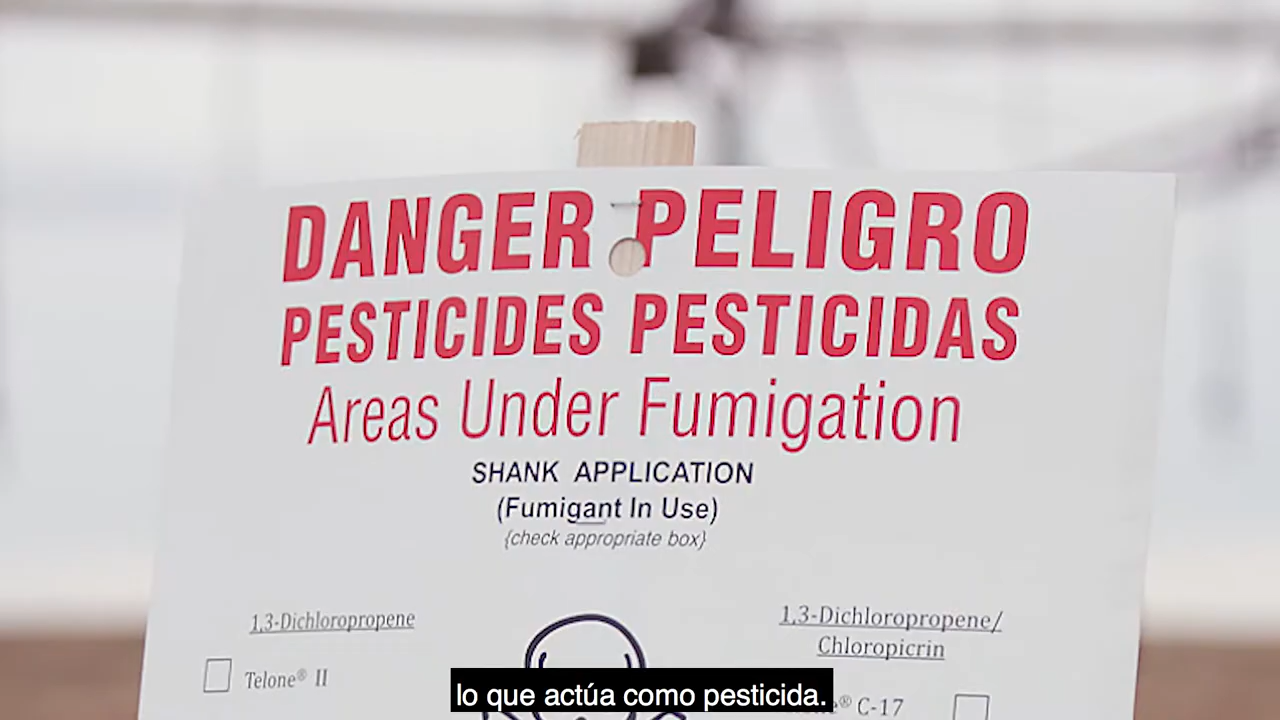 DANGER PELIGRO
PESTICIDES PESTICIDAS
Areas Under Fumigation
SHANK APPLICATION
(Fumigant In Use)
{check appropriate box}
1,3-Dichloropropene
1,3-Dichloropropene/
Chloropicrin
Telone® II
® C-17
lo que actúa como pesticida.